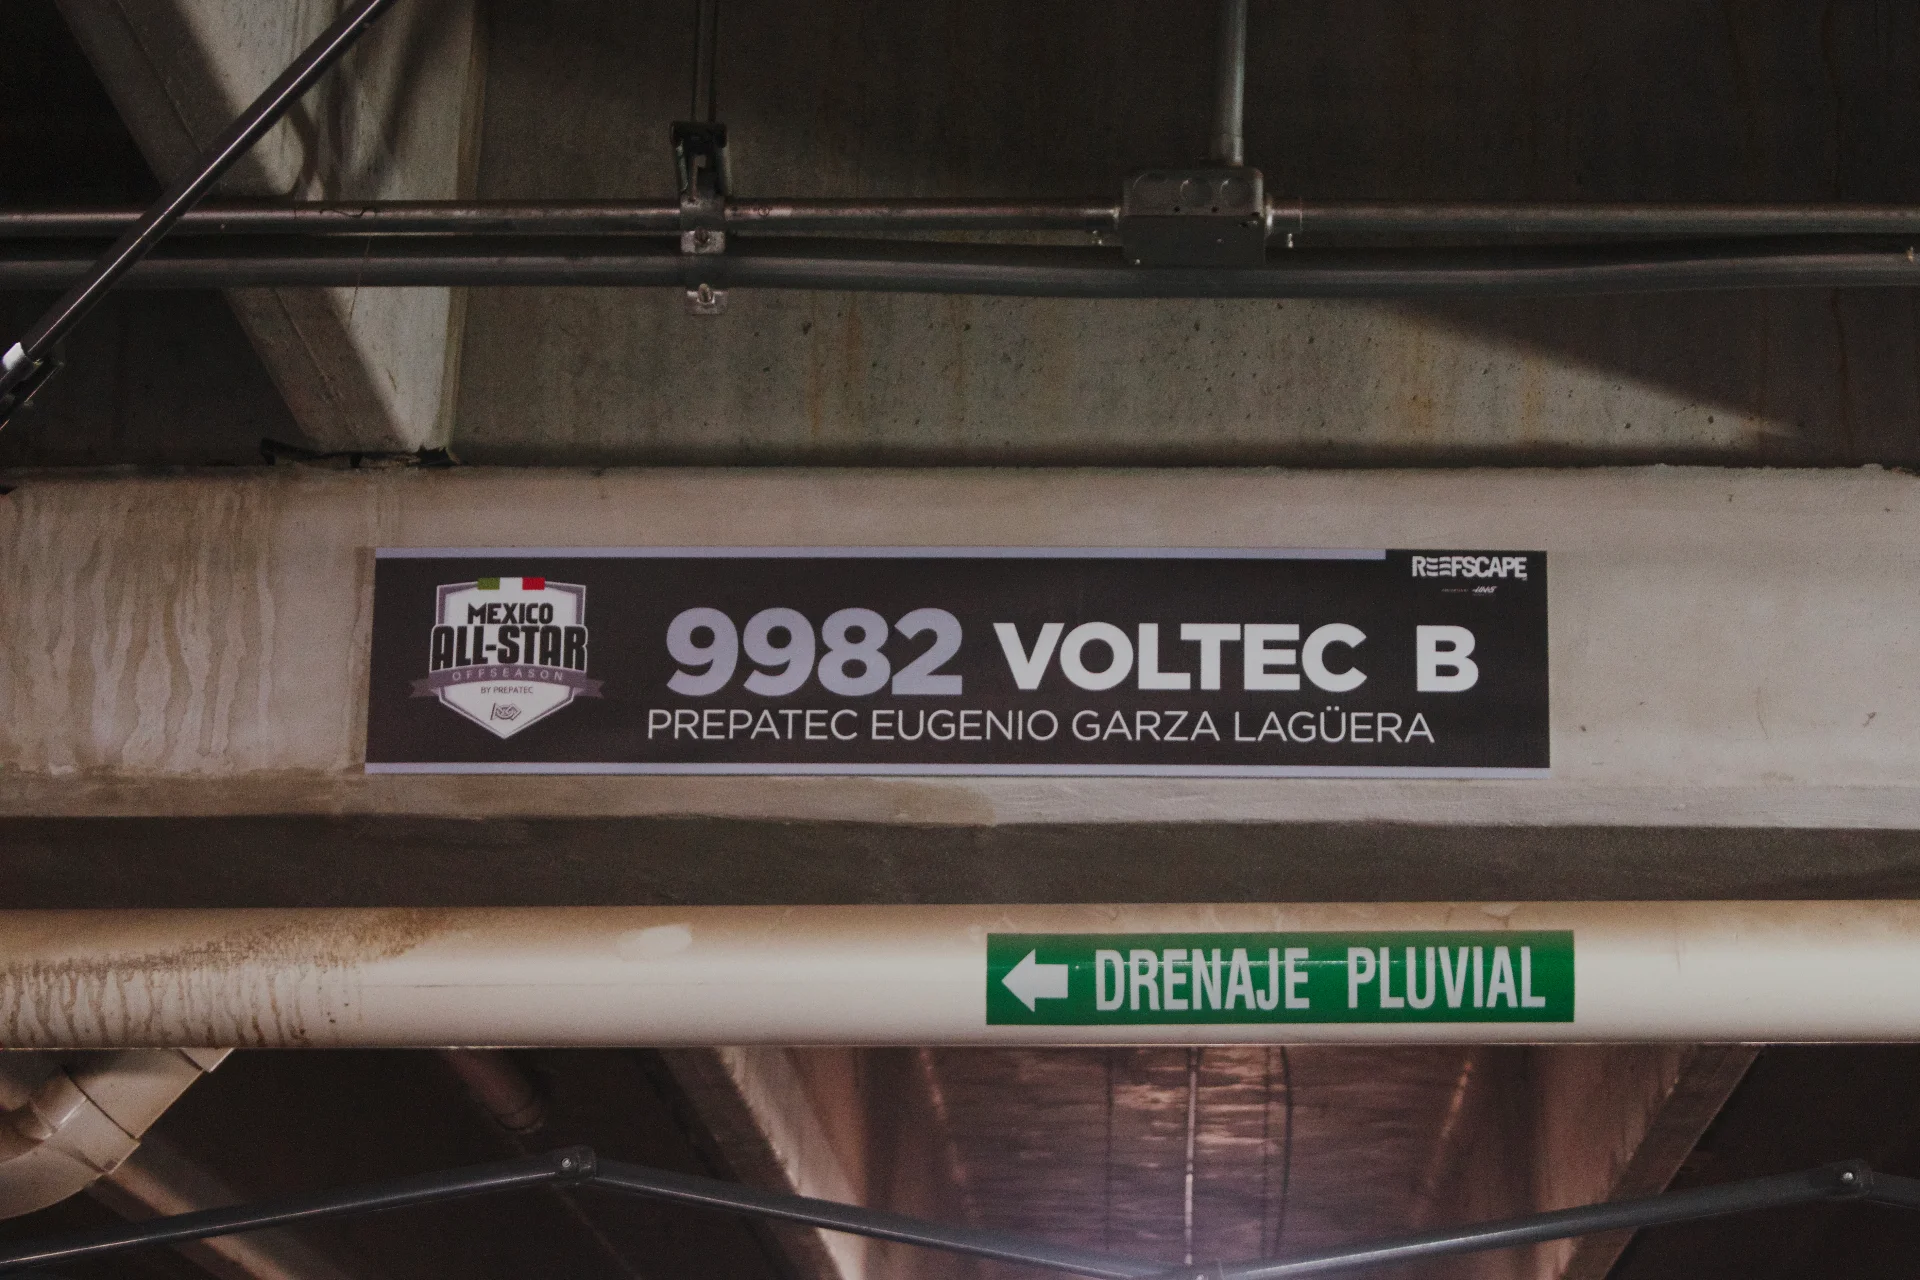 MEXICO
ALL-STAR
OFFSEASON
BY PREPATEC
REEFSCAPE
9982 VOLTEC B
PREPATEC EUGENIO GARZA LAGÜERA
DRENAJE PLUVIAL